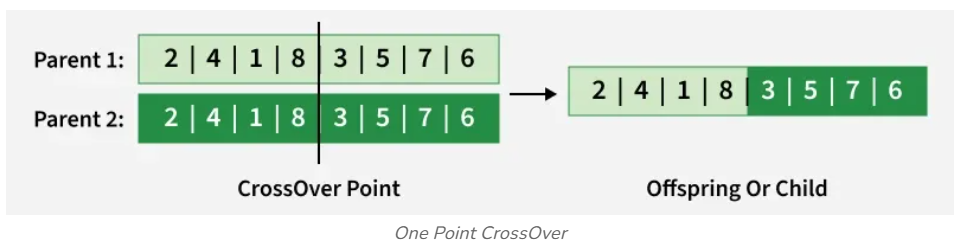 Parent 1: 2 | 4 | 1 | 8 | 3 | 5 | 7 | 6
Parent 2: 2 | 4 | 1 | 8 | 3 | 5 | 7 | 6
2 | 4 | 1 | 8 | 3 | 5 | 7 | 6
CrossOver Point
Offspring Or Child
One Point CrossOver